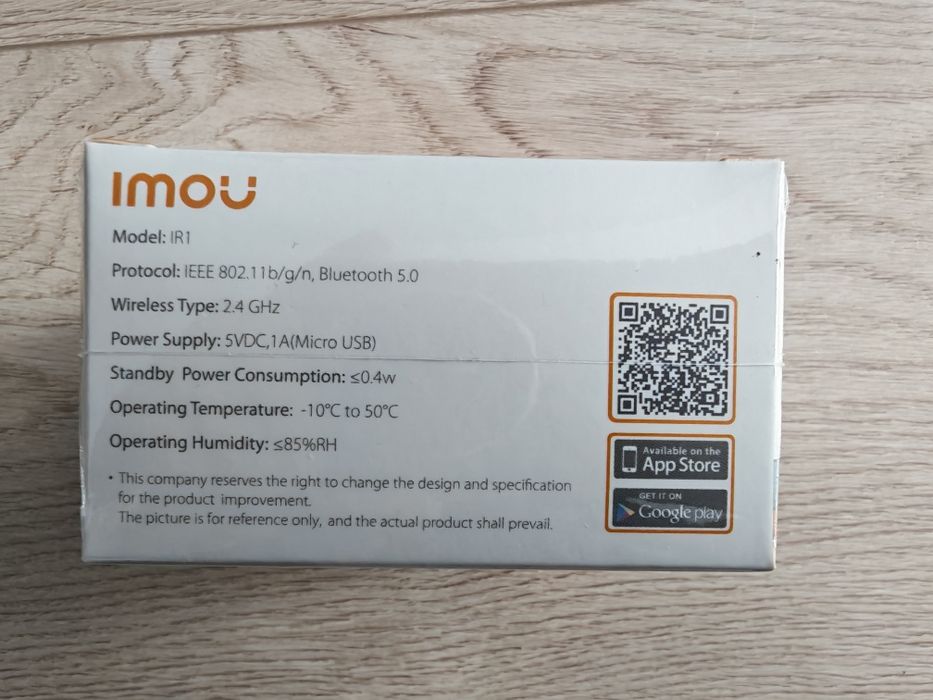 ımou
Model: IR1
Protocol: IEEE 802.11b/g/n, Bluetooth 5.0
Wireless Type: 2.4 GHz
Power Supply: 5VDC,1A(Micro USB)
Standby Power Consumption: ≤0.4w
Operating Temperature: -10°C to 50°C
Operating Humidity: ≤85%RH
• This company reserves the right to change the design and specification
for the product improvement.
The picture is for reference only, and the actual product shall prevail.
Available on the
App Store
GET IT ON
Google play